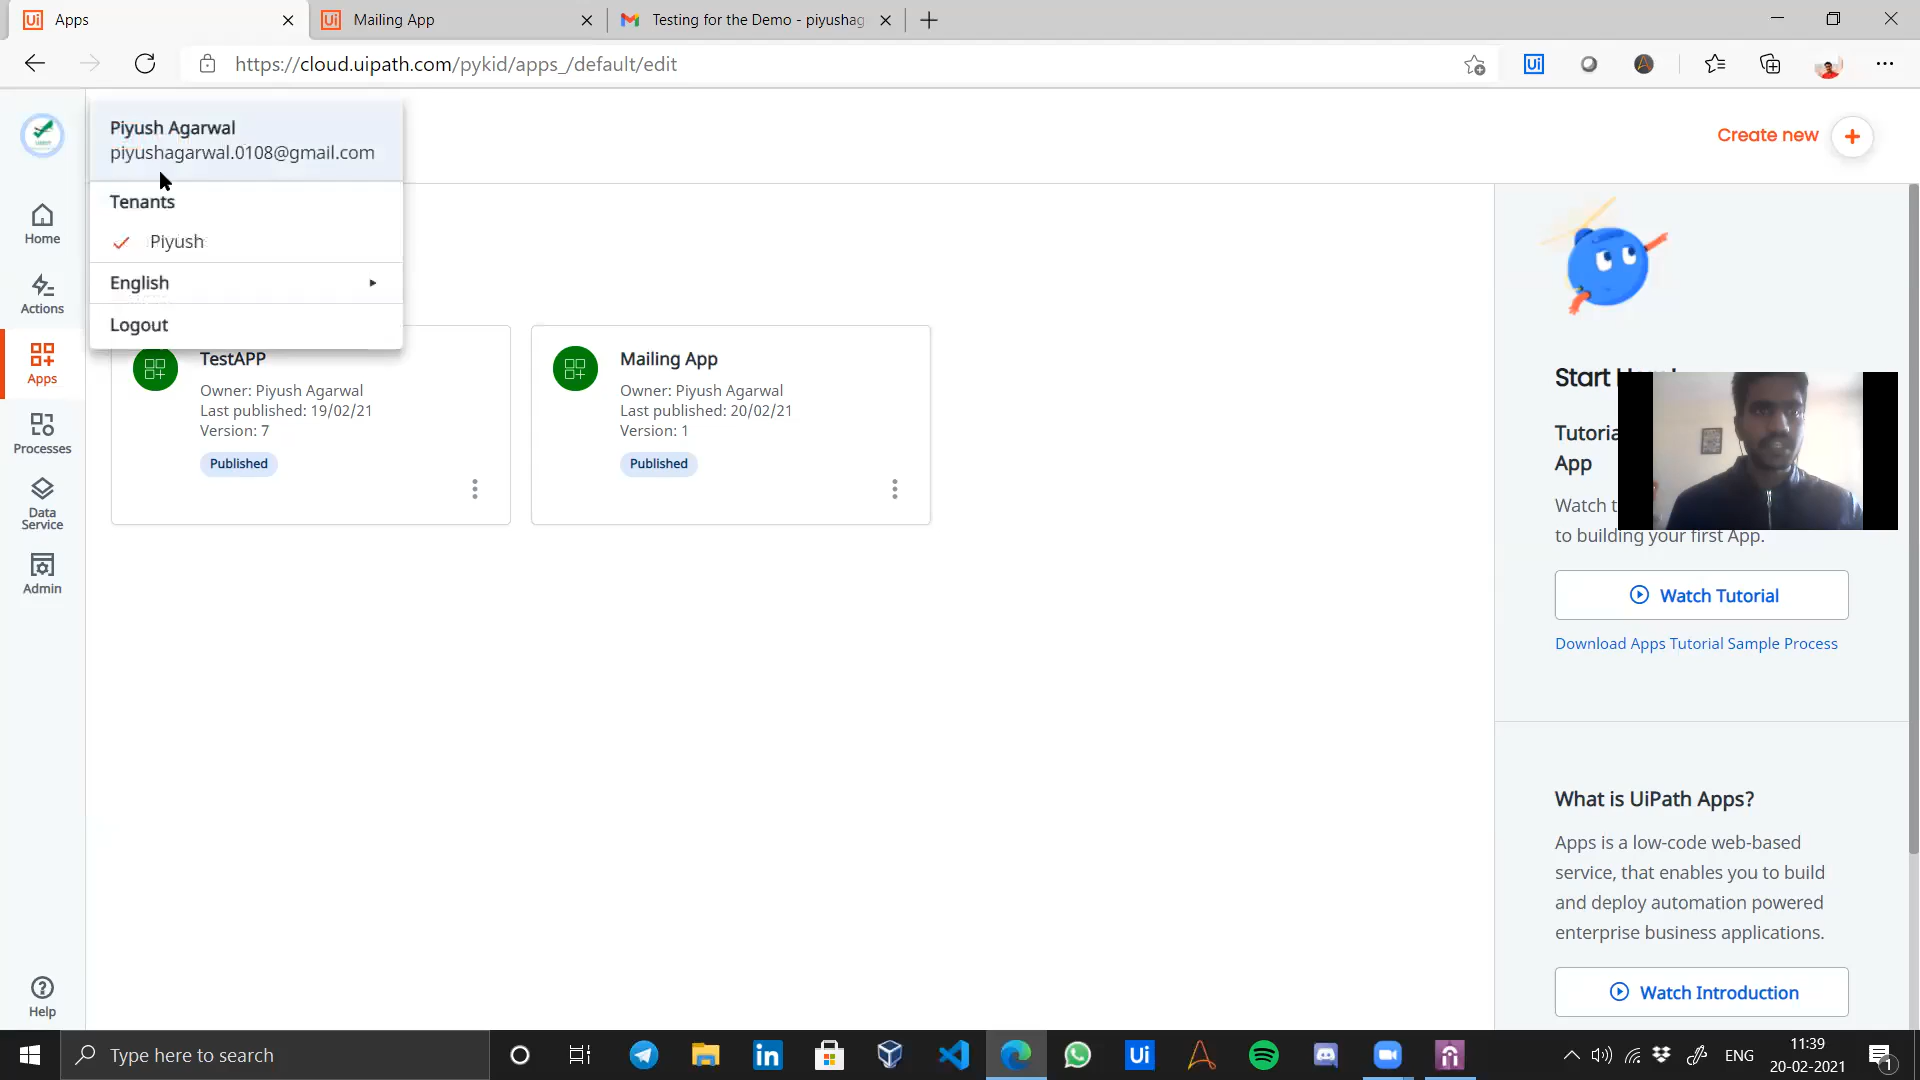 Ui Apps
Ui Mailing App
Testing for the Demo - piyushag
https://cloud.uipath.com/pykid/apps_/default/edit
Ui
Piyush Agarwal
piyushagarwal.0108@gmail.com
Tenants
Piyush
English
Logout
Create new
Home
Actions
Apps
Processes
Data
Service
Admin
Help
TestAPP
Owner: Piyush Agarwal
Last published: 19/02/21
Version: 7
Published
Mailing App
Owner: Piyush Agarwal
Last published: 20/02/21
Version: 1
Published
Start
App
Watch
to building your first App.
Watch Tutorial
Download Apps Tutorial Sample Process
What is UiPath Apps?
Apps is a low-code web-based
service, that enables you to build
and deploy automation powered
enterprise business applications.
Watch Introduction
Type here to search
Ui
ENG
11:39
20-02-2021
1